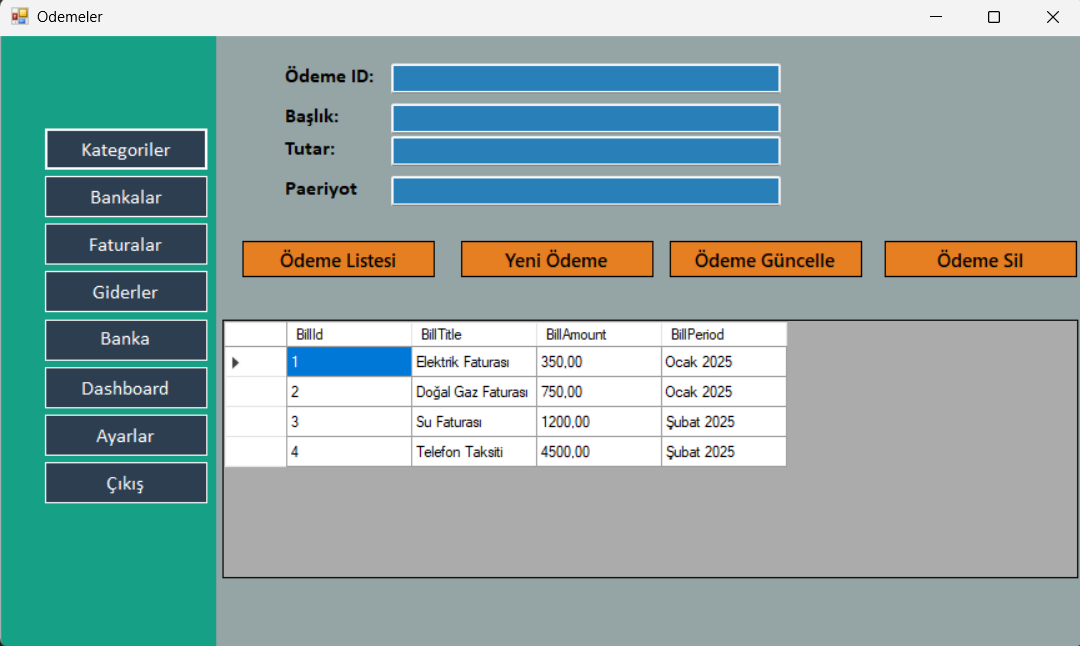 Odemeler
Ödeme ID:
Başlık:
Tutar:
Paeriyot
Kategoriler
Bankalar
Faturalar
Giderler
Banka
Dashboard
Ayarlar
Çıkış
Ödeme Listesi Yeni Ödeme Ödeme Güncelle Ödeme Sil
BillId BillTitle BillAmount BillPeriod
1 Elektrik Faturası 350,00 Ocak 2025
2 Doğal Gaz Faturası 750,00 Ocak 2025
3 Su Faturası 1200,00 Şubat 2025
4 Telefon Taksiti 4500,00 Şubat 2025